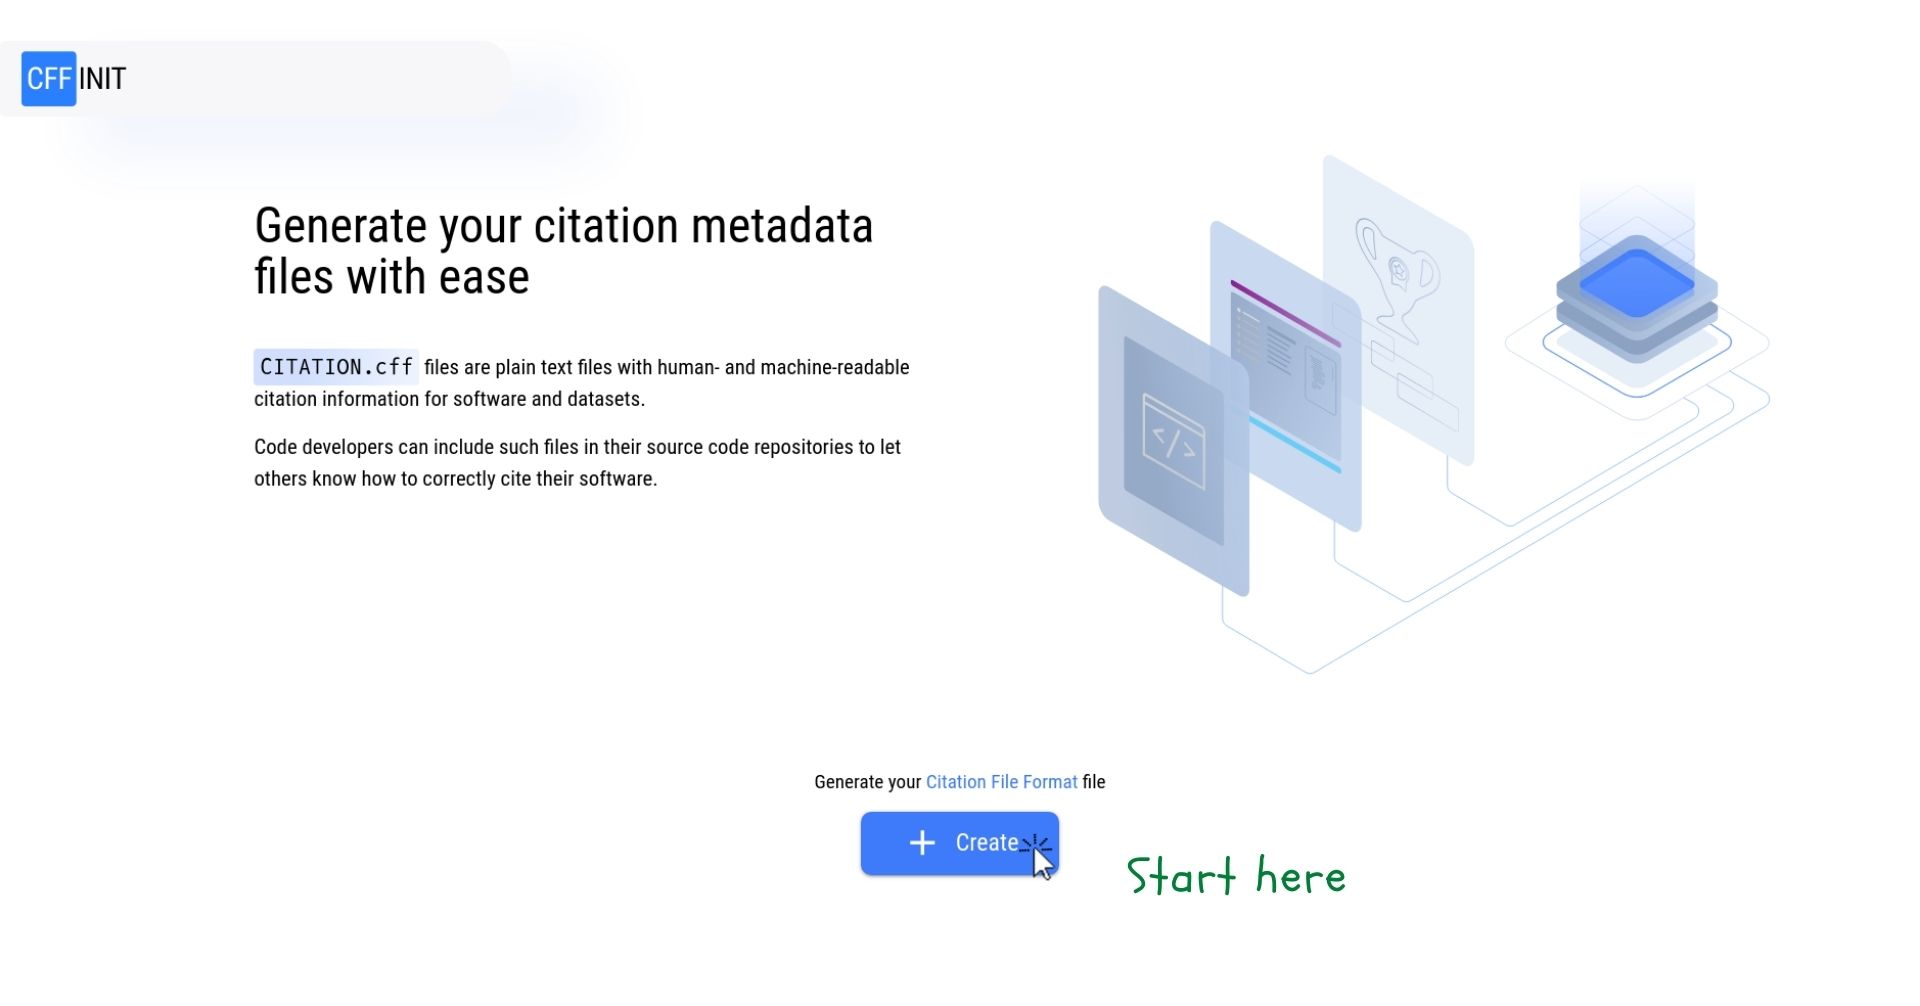 CFF INIT
Generate your citation metadata
files with ease
CITATION.cff files are plain text files with human- and machine-readable
citation information for software and datasets.
Code developers can include such files in their source code repositories to let
others know how to correctly cite their software.
</>
Generate your Citation File Format file
+ Create
Start here